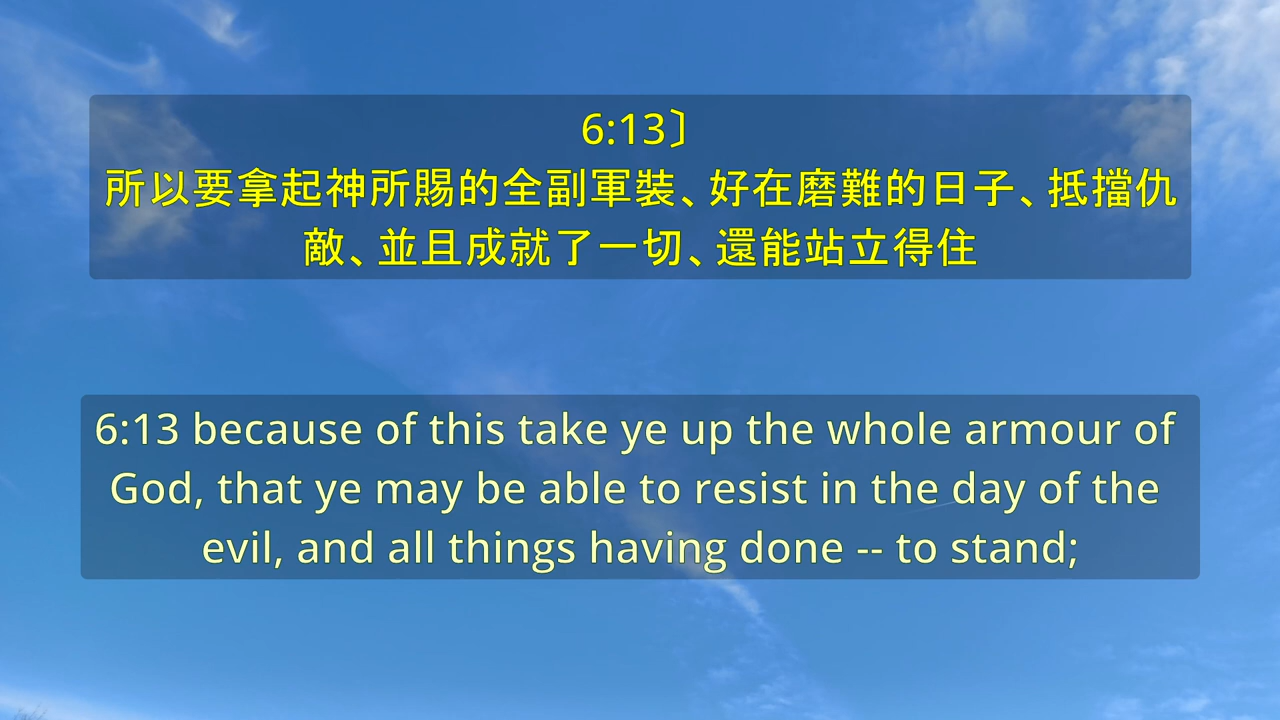 6:13〕
所以要拿起神所賜的全副軍裝、好在磨難的日子、抵擋仇
敵、並且成就了一切、還能站立得住
6:13 because of this take ye up the whole armour of
God, that ye may be able to resist in the day of the
evil, and all things having done -- to stand;